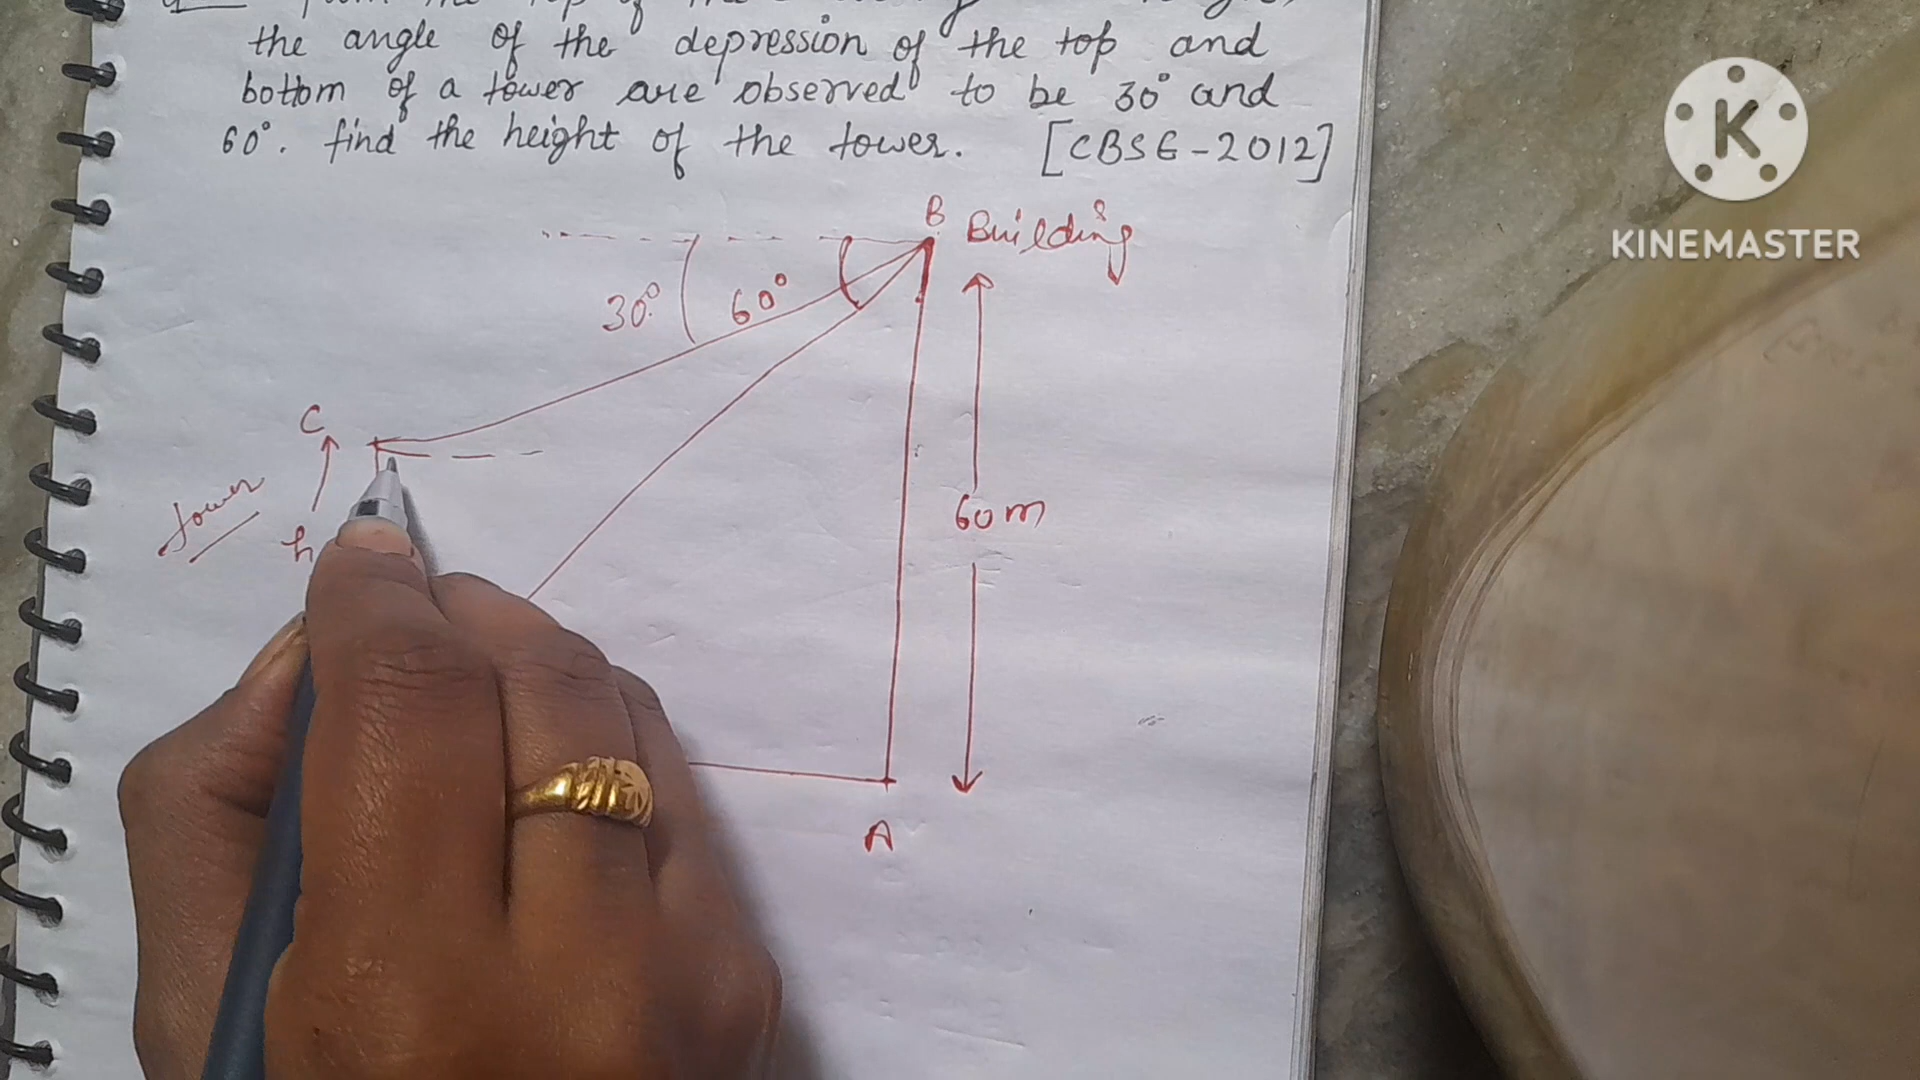 the angle of the depression of the top and
bottom of a tower are observed to be 30° and
60°. find the height of the tower. [CBSE-2012]
B Building
30° 60°
C
tower
h
60m
A
K
KINEMASTER